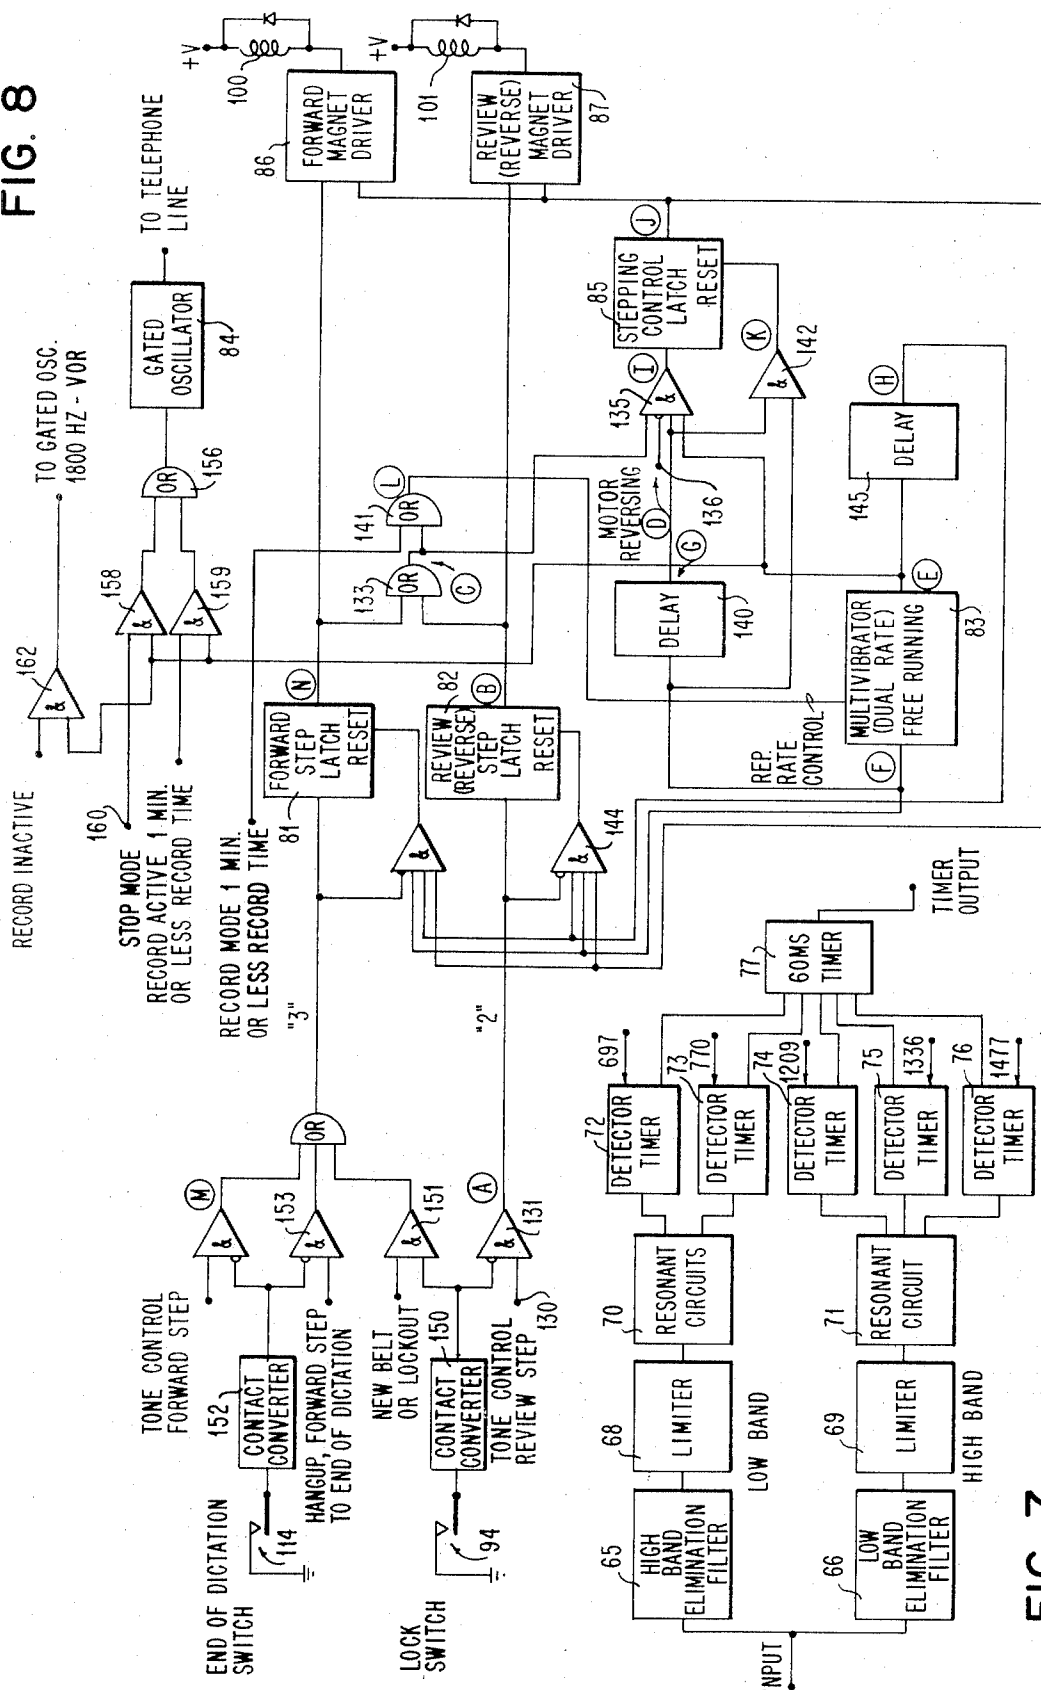 FIG. 8
RECORD INACTIVE
162
&
TO GATED OSC.
1800 HZ - VOR
STOP MODE
160
158
&
RECORD ACTIVE 1 MIN.
OR LESS RECORD TIME
159
&
OR
156
GATED
OSCILLATOR
84
TO TELEPHONE
LINE
RECORD MODE 1 MIN.
OR LESS RECORD TIME
TONE CONTROL
FORWARD STEP
M
&
END OF DICTATION
SWITCH
114
152
CONTACT
CONVERTER
153
&
HANGUP, FORWARD STEP
TO END OF DICTATION
OR
"3"
81
FORWARD
STEP
LATCH
RESET
N
&
133
OR
C
141
OR
L
86
FORWARD
MAGNET
DRIVER
+V
100
NEW BELT
OR LOCKOUT
151
&
LOCK
SWITCH
94
150
CONTACT
CONVERTER
A
131
&
130
TONE CONTROL
REVIEW STEP
"2"
82
REVIEW
(REVERSE)
STEP
LATCH
RESET
B
&
144
REVIEW
(REVERSE)
MAGNET
DRIVER
87
+V
101
MOTOR
REVERSING
D
136
G
DELAY
140
135
&
I
85
STEPPING
CONTROL
LATCH
RESET
J
K
&
142
REP.
RATE
CONTROL
F
MULTIVIBRATOR
(DUAL RATE)
FREE RUNNING
83
E
145
DELAY
H
NPUT
65
HIGH
BAND
ELIMINATION
FILTER
68
LIMITER
LOW BAND
70
RESONANT
CIRCUITS
72
DETECTOR
TIMER
697
73
DETECTOR
TIMER
770
74
DETECTOR
TIMER
1209
66
LOW
BAND
ELIMINATION
FILTER
69
LIMITER
HIGH BAND
71
RESONANT
CIRCUIT
75
DETECTOR
TIMER
1336
76
DETECTOR
TIMER
1477
77
60MS
TIMER
TIMER
OUTPUT